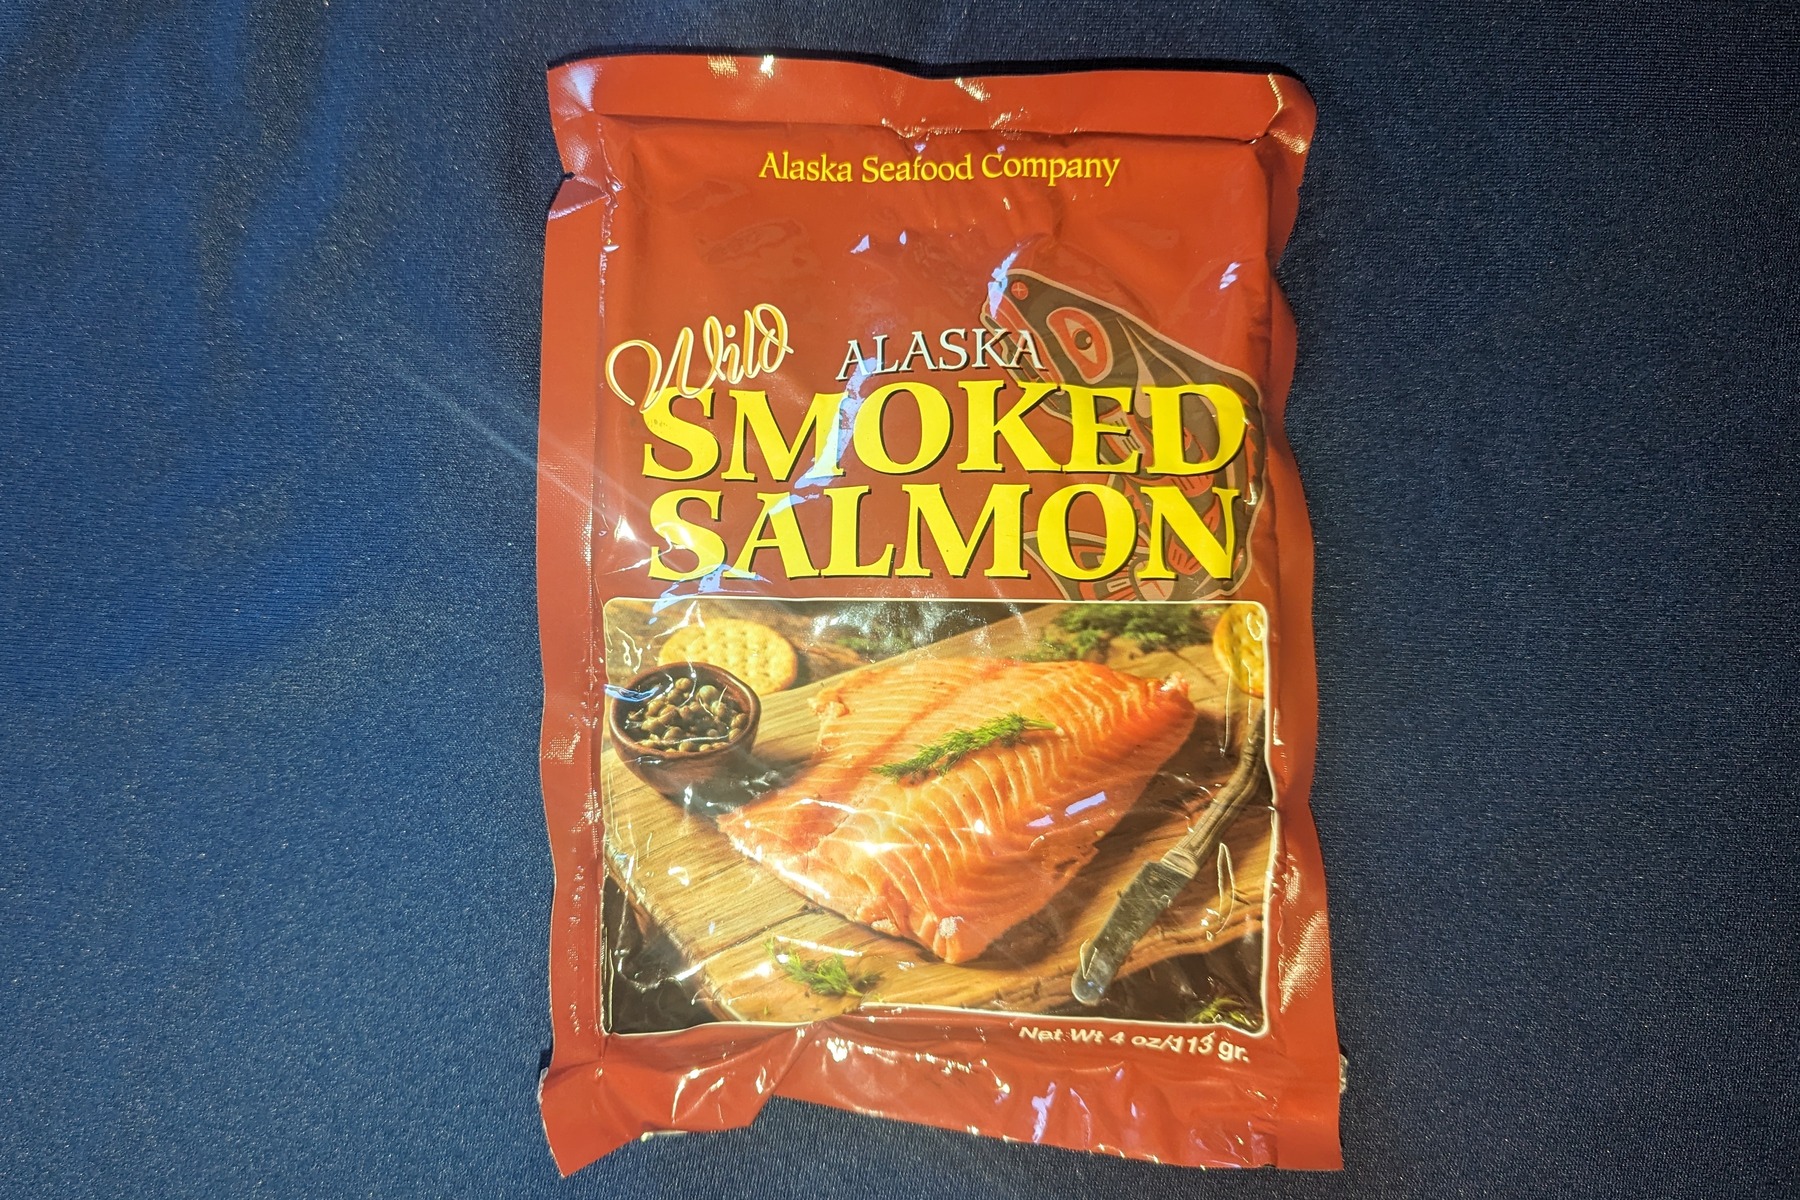 Alaska Seafood Company
Wild ALASKA
SMOKED
SALMON
Net Wt 4 oz/113 gr.